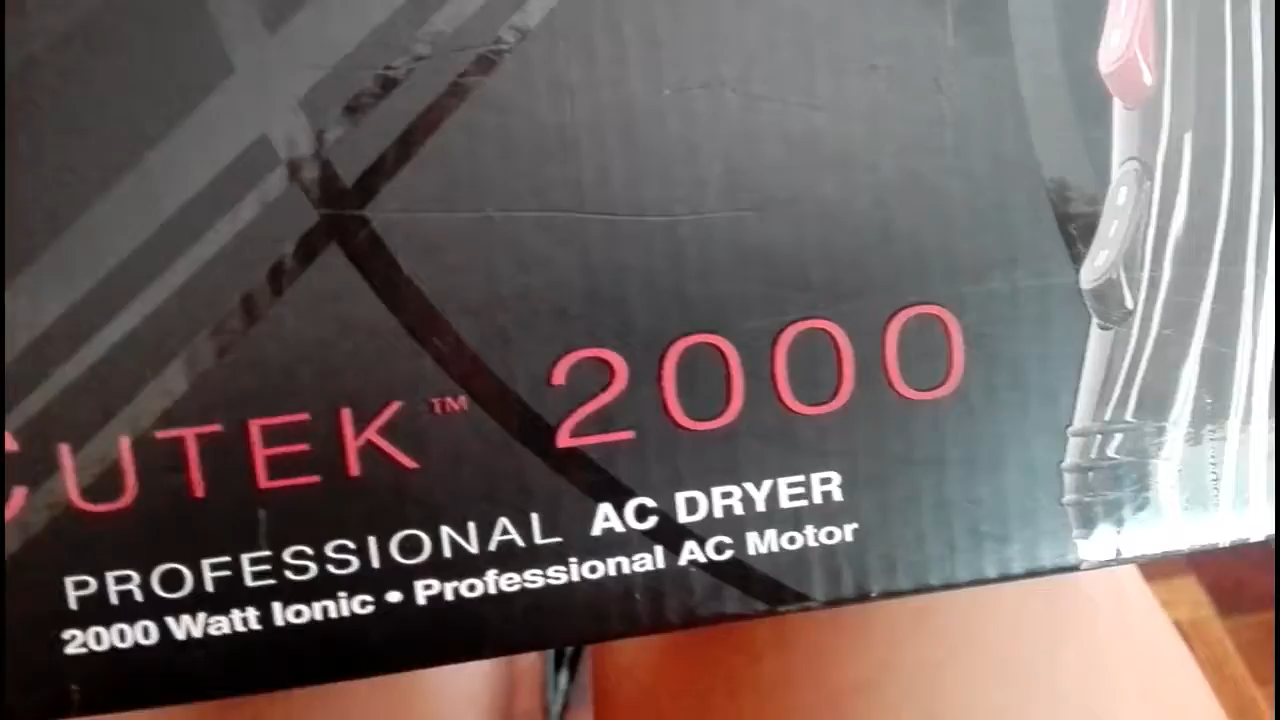 CUTEK™ 2000
PROFESSIONAL AC DRYER
2000 Watt Ionic • Professional AC Motor